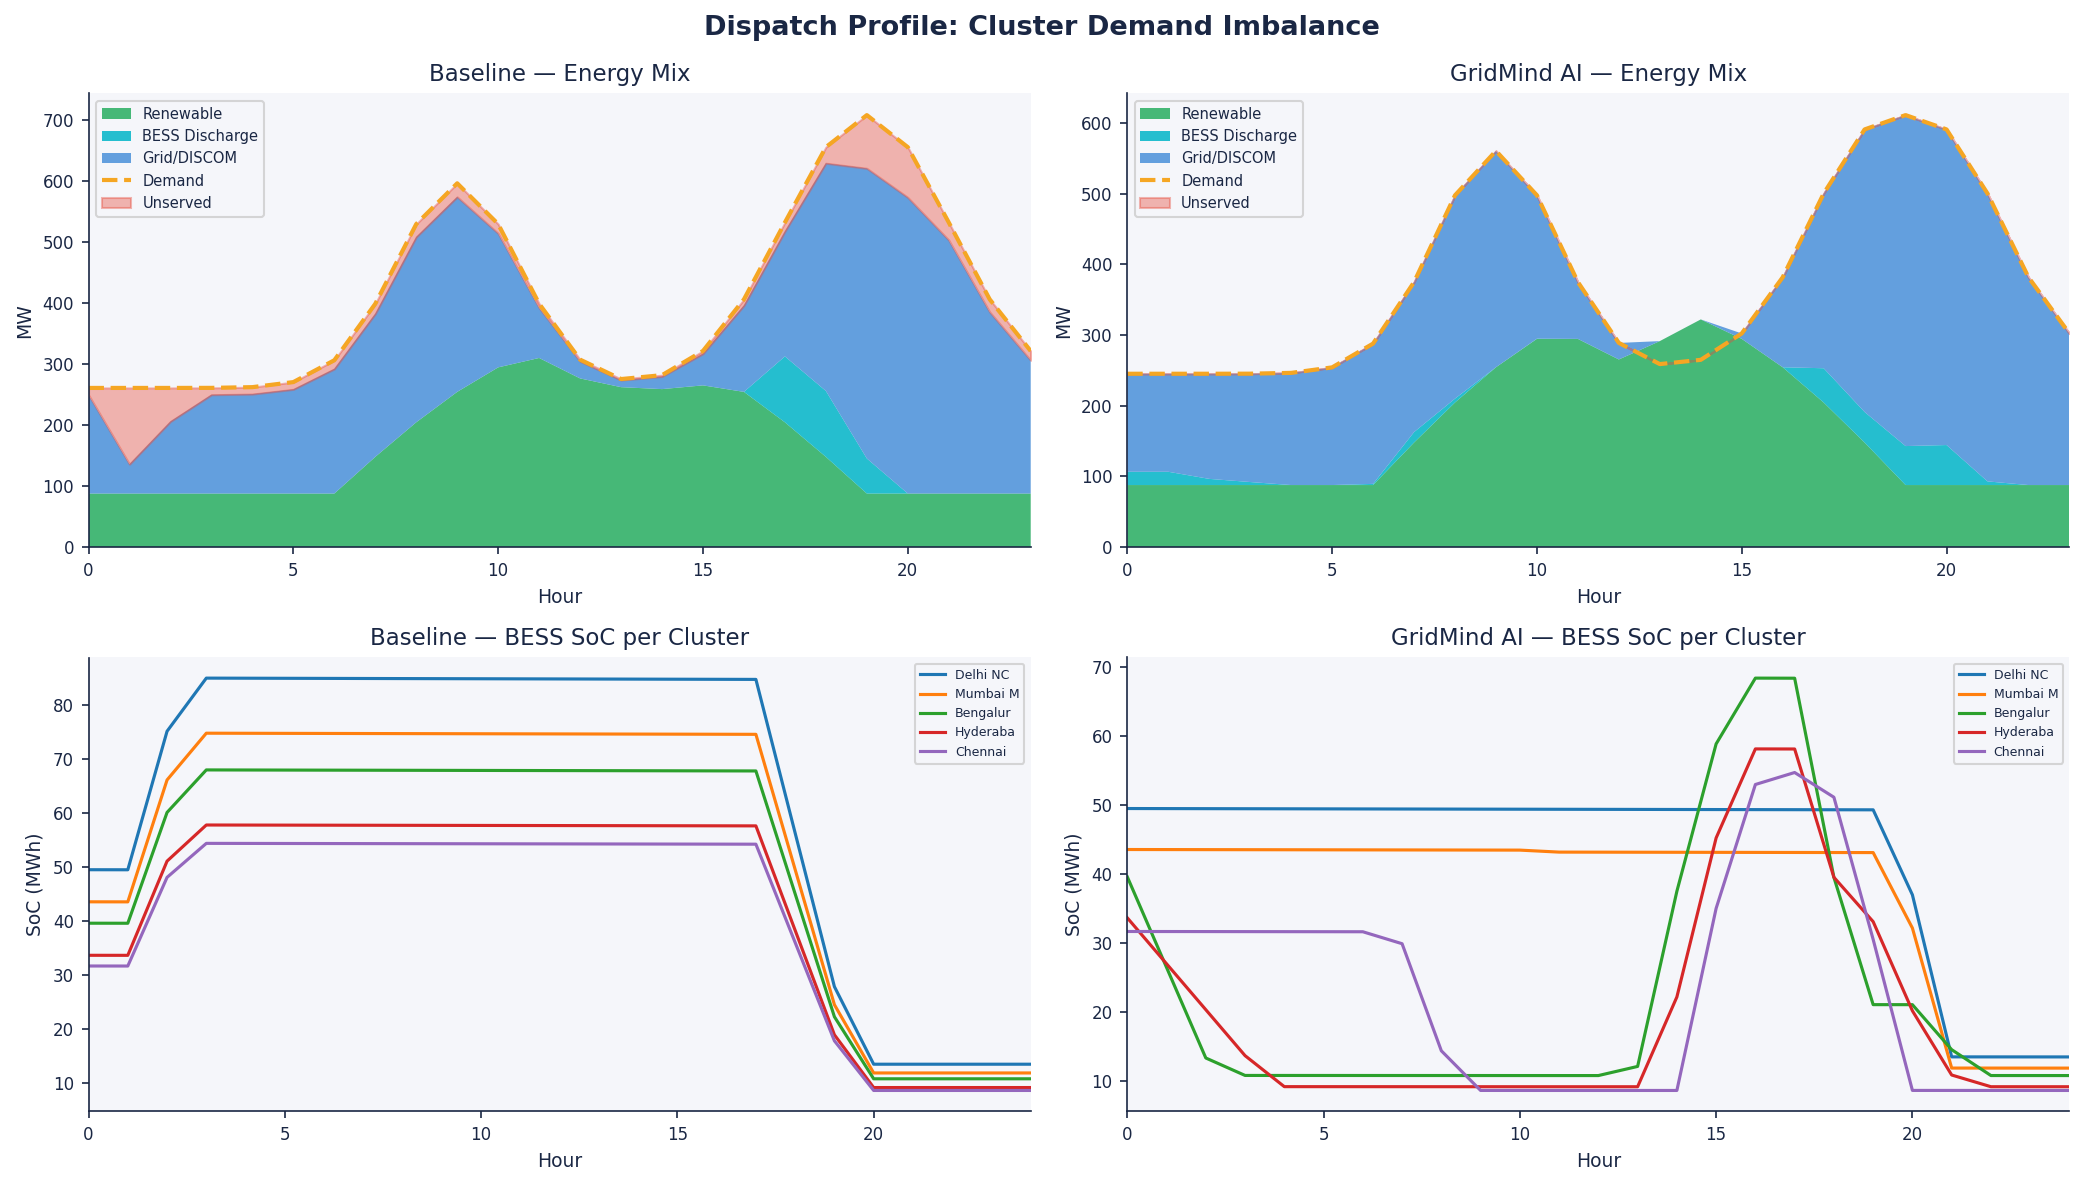 Dispatch Profile: Cluster Demand Imbalance
Baseline — Energy Mix
Renewable
BESS Discharge
Grid/DISCOM
Demand
Unserved
MW
700
600
500
400
300
200
100
0
0 5 10 15 20
Hour
GridMind AI — Energy Mix
Renewable
BESS Discharge
Grid/DISCOM
Demand
Unserved
MW
600
500
400
300
200
100
0
0 5 10 15 20
Hour
Baseline — BESS SoC per Cluster
Delhi NC
Mumbai M
Bengalur
Hyderaba
Chennai
SoC (MWh)
80
70
60
50
40
30
20
10
0 5 10 15 20
Hour
GridMind AI — BESS SoC per Cluster
Delhi NC
Mumbai M
Bengalur
Hyderaba
Chennai
SoC (MWh)
70
60
50
40
30
20
10
0 5 10 15 20
Hour